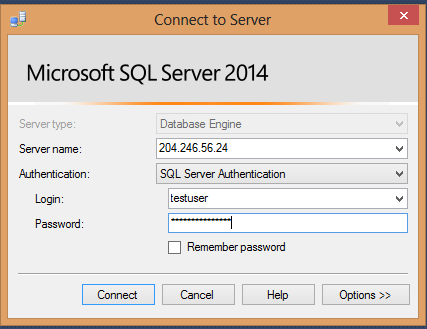 Connect to Server
Microsoft SQL Server 2014
Server type: Database Engine
Server name: 204.246.56.24
Authentication: SQL Server Authentication
Login: testuser
Password: ***************
Remember password
Connect Cancel Help Options >>